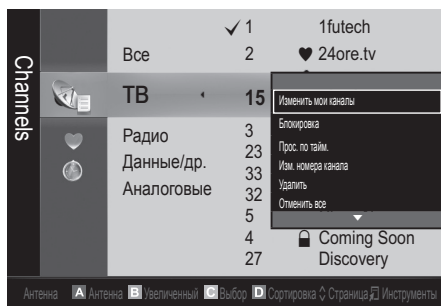 Channels
✓ 1 1futech
Все 2 ♥ 24ore.tv
ТВ 15
Радио 3
Данные/др. 23
33
Аналоговые 32
5
4 Coming Soon
27 Discovery
Изменить мои каналы
Блокировка
Прос. по тайм.
Изм. номера канала
Удалить
Отменить все
Антенна A Антенна B Увеличенный C Выбор D Сортировка Страница Инструменты